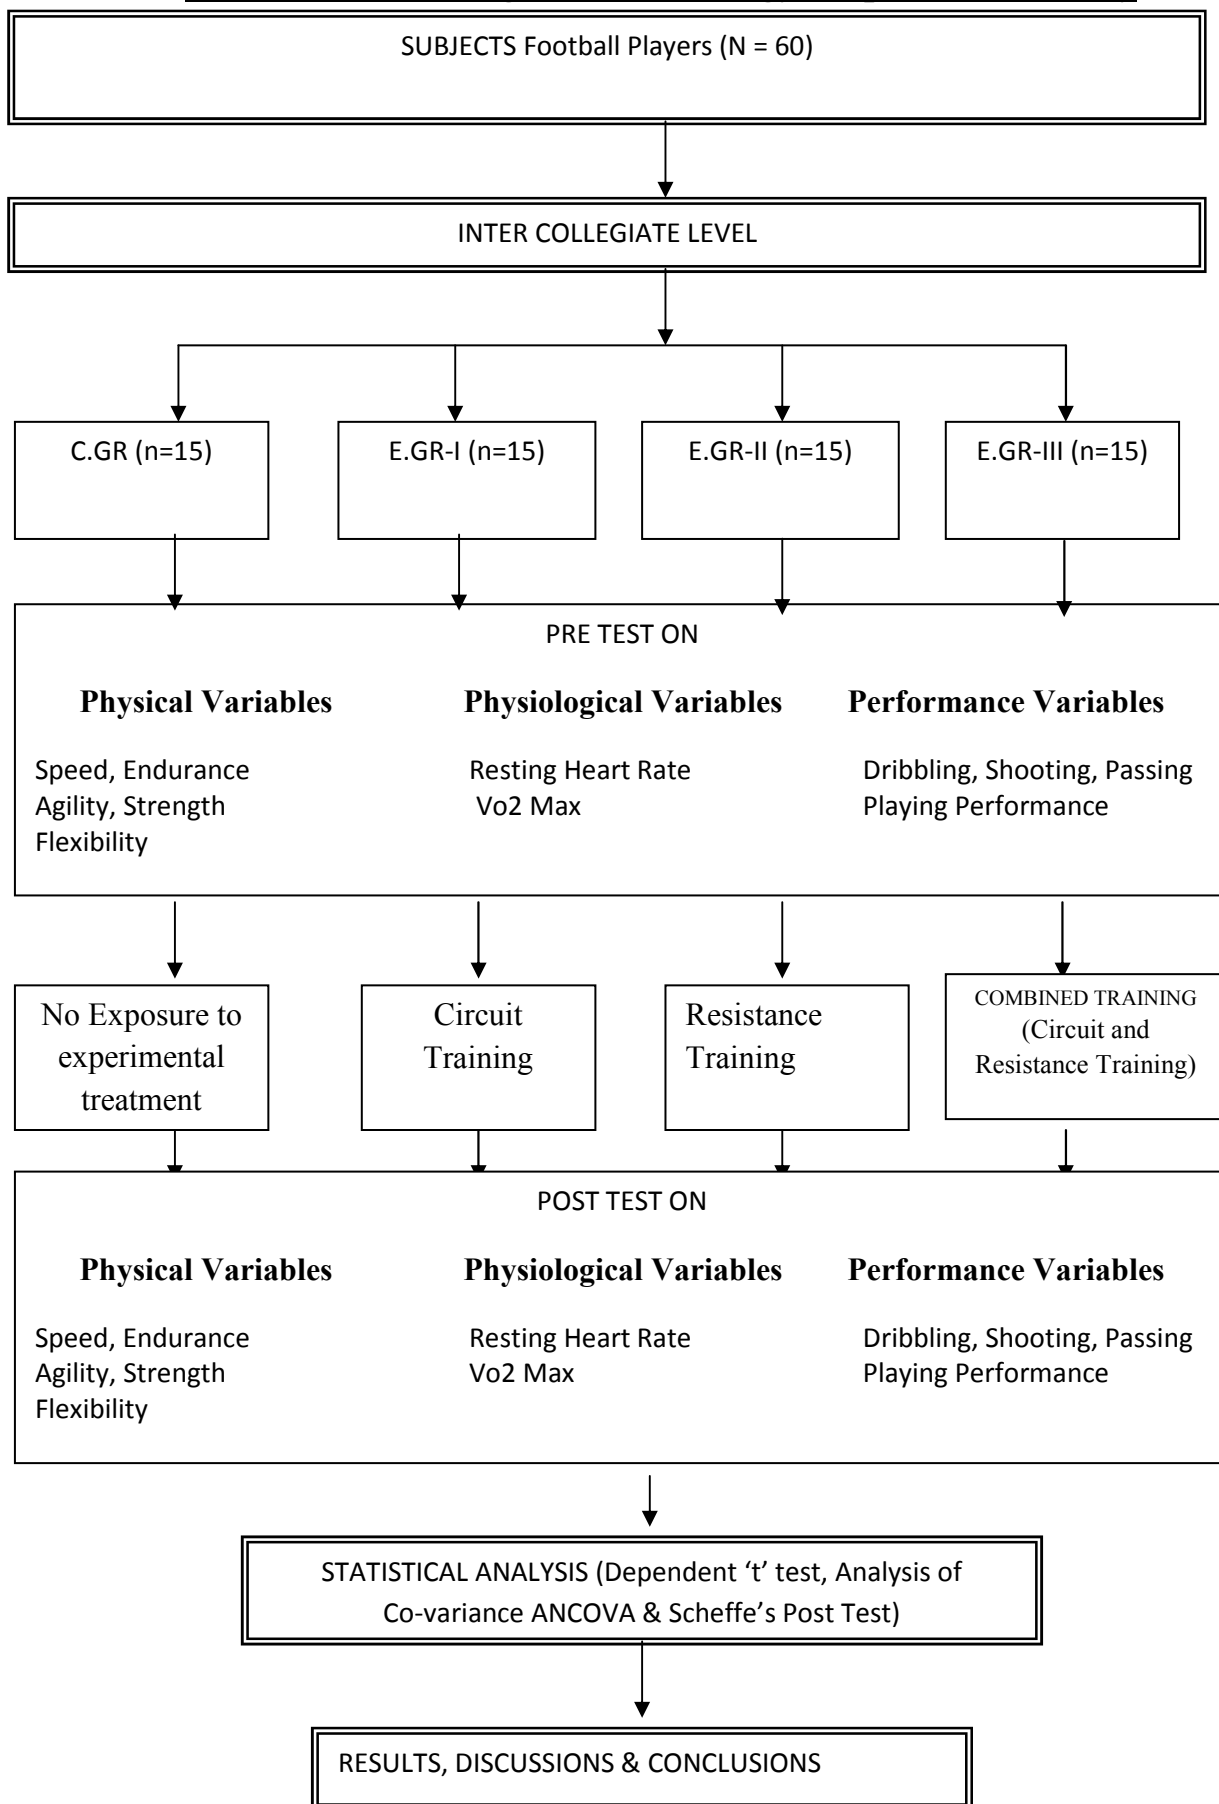 SUBJECTS Football Players (N = 60)
INTER COLLEGIATE LEVEL
C.GR (n=15)
E.GR-I (n=15)
E.GR-II (n=15)
E.GR-III (n=15)
PRE TEST ON
Physical Variables
Physiological Variables
Performance Variables
Speed, Endurance
Agility, Strength
Flexibility
Resting Heart Rate
Vo2 Max
Dribbling, Shooting, Passing
Playing Performance
No Exposure to
experimental
treatment
Circuit
Training
Resistance
Training
COMBINED TRAINING
(Circuit and
Resistance Training)
POST TEST ON
Physical Variables
Physiological Variables
Performance Variables
Speed, Endurance
Agility, Strength
Flexibility
Resting Heart Rate
Vo2 Max
Dribbling, Shooting, Passing
Playing Performance
STATISTICAL ANALYSIS (Dependent ‘t’ test, Analysis of
Co-variance ANCOVA & Scheffe’s Post Test)
RESULTS, DISCUSSIONS & CONCLUSIONS